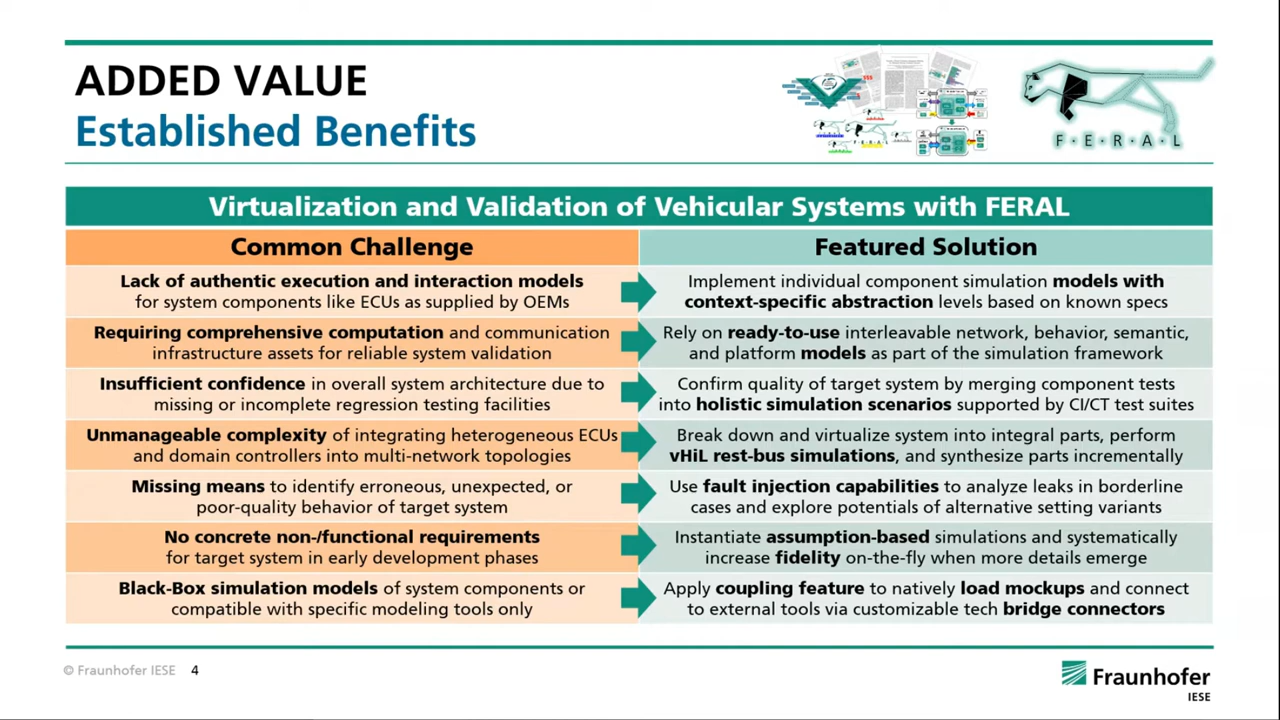 ADDED VALUE
Established Benefits
F·E·R·A·L
F·E·R·A·L
Virtualization and Validation of Vehicular Systems with FERAL
Common Challenge
Featured Solution
Lack of authentic execution and interaction models
for system components like ECUs as supplied by OEMs
Implement individual component simulation models with
context-specific abstraction levels based on known specs
Requiring comprehensive computation and communication
infrastructure assets for reliable system validation
Rely on ready-to-use interleavable network, behavior, semantic,
and platform models as part of the simulation framework
Insufficient confidence in overall system architecture due to
missing or incomplete regression testing facilities
Confirm quality of target system by merging component tests
into holistic simulation scenarios supported by CI/CT test suites
Unmanageable complexity of integrating heterogeneous ECUs
and domain controllers into multi-network topologies
Break down and virtualize system into integral parts, perform
vHiL rest-bus simulations, and synthesize parts incrementally
Missing means to identify erroneous, unexpected, or
poor-quality behavior of target system
Use fault injection capabilities to analyze leaks in borderline
cases and explore potentials of alternative setting variants
No concrete non-/functional requirements
for target system in early development phases
Instantiate assumption-based simulations and systematically
increase fidelity on-the-fly when more details emerge
Black-Box simulation models of system components or
compatible with specific modeling tools only
Apply coupling feature to natively load mockups and connect
to external tools via customizable tech bridge connectors
© Fraunhofer IESE 4
Fraunhofer
IESE